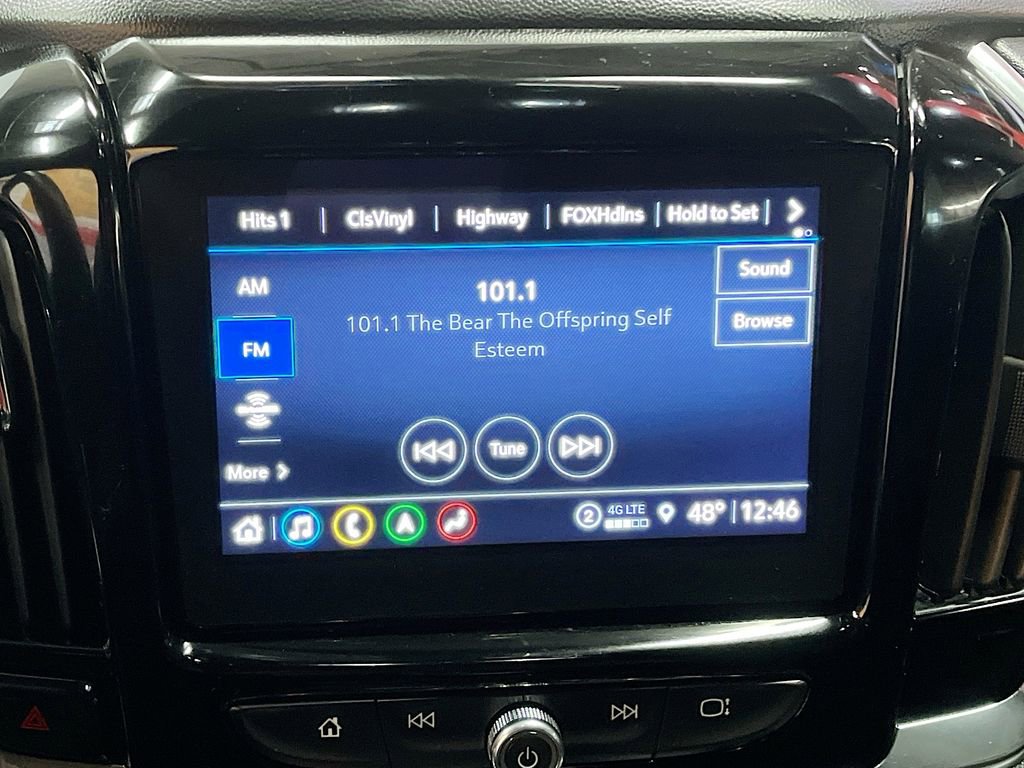 Hits 1 ClsVinyl Highway FOXHdlns Hold to Set
AM
101.1
Sound
101.1 The Bear The Offspring Self
Browse
FM
Esteem
Tune
More
2 4G LTE 48° 12:46